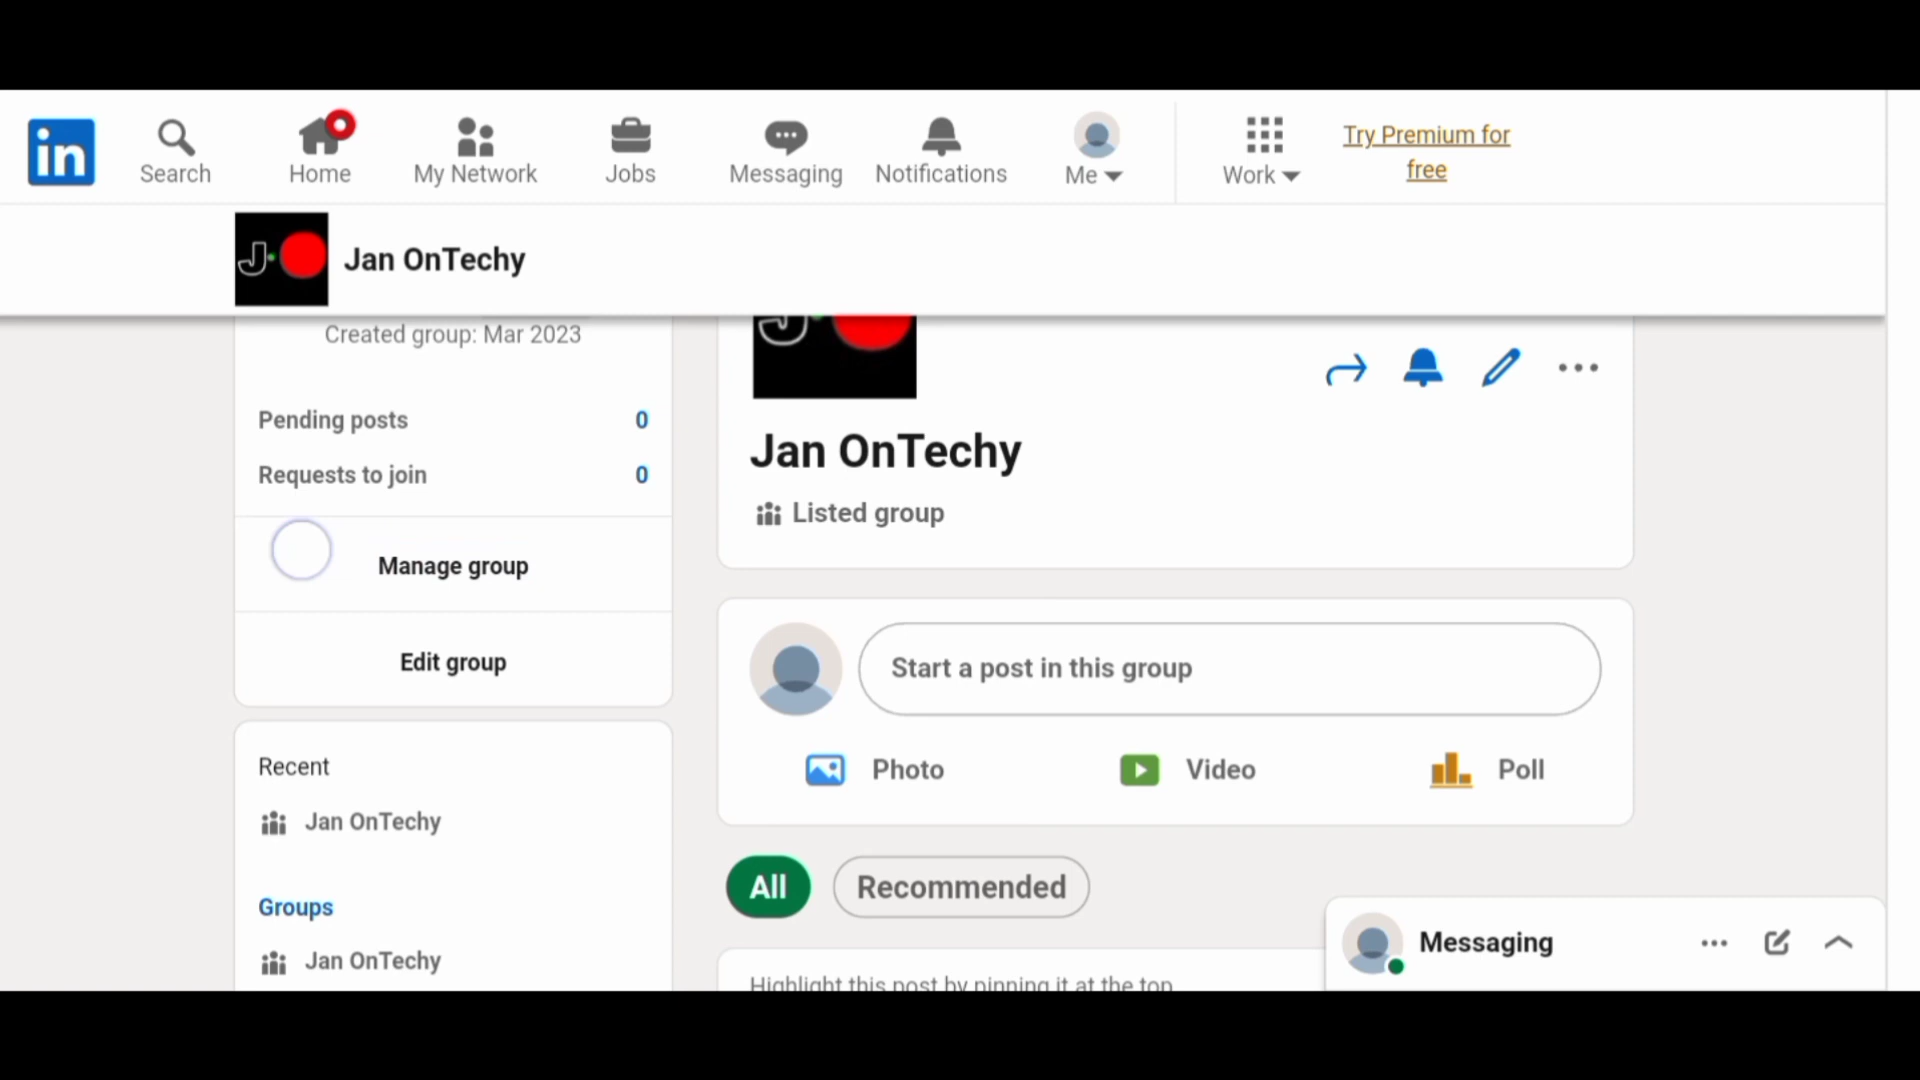 in
Search
Home
My Network
Jobs
Messaging
Notifications
Me
Work
Try Premium for
free
J
Jan OnTechy
Created group: Mar 2023
Pending posts 0
Requests to join 0
Manage group
Edit group
Recent
Jan OnTechy
Groups
Jan OnTechy
J
Jan OnTechy
Listed group
Start a post in this group
Photo
Video
Poll
All
Recommended
Highlight this post by pinning it at the top
Messaging